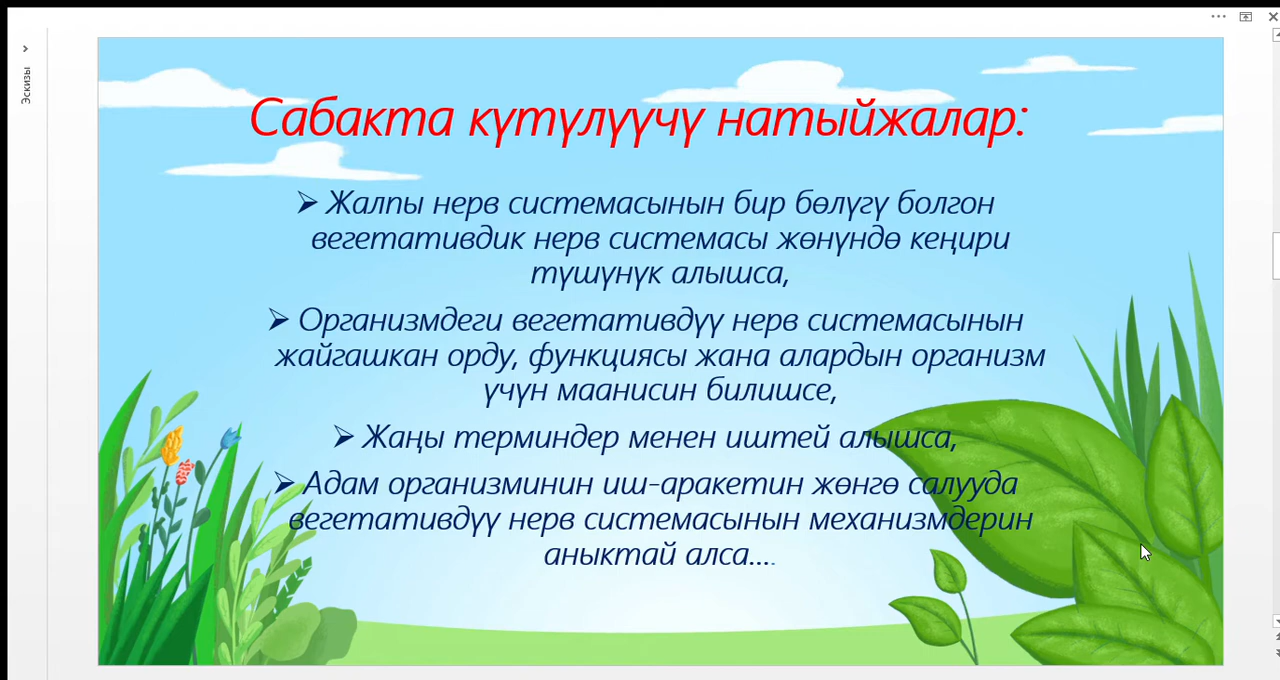 Эскизы
Сабакта күтүлүүчү натыйжалар:
➢ Жалпы нерв системасынын бир бөлүгү болгон
вегетативдик нерв системасы жөнүндө кеңири
түшүнүк алышса,
➢ Организмдеги вегетативдүү нерв системасынын
жайгашкан орду, функциясы жана алардын организм
үчүн маанисин билишсе,
➢ Жаңы терминдер менен иштей алышса,
➢ Адам организминин иш-аракетин жөнгө салууда
вегетативдүү нерв системасынын механизмдерин
аныктай алса....